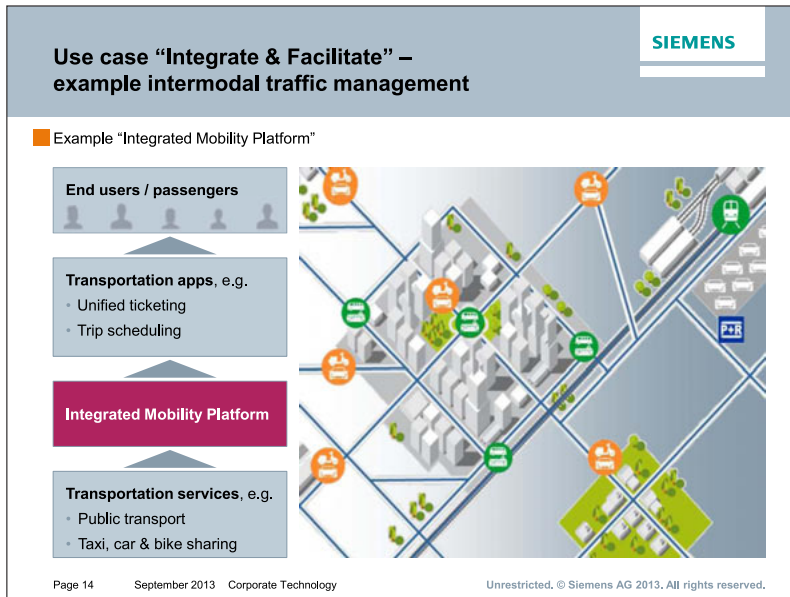 Use case “Integrate & Facilitate” –
example intermodal traffic management
SIEMENS
Example “Integrated Mobility Platform”
End users / passengers
Transportation apps, e.g.
• Unified ticketing
• Trip scheduling
Integrated Mobility Platform
Transportation services, e.g.
• Public transport
• Taxi, car & bike sharing
P+R
Page 14 September 2013 Corporate Technology Unrestricted. © Siemens AG 2013. All rights reserved.